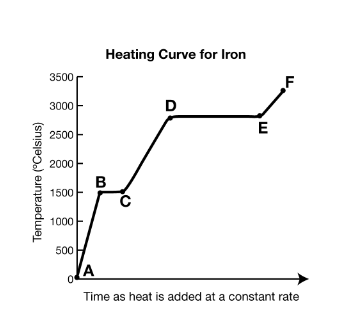 Heating Curve for Iron
Temperature (ºCelsius)
3500
3000
2500
2000
1500
1000
500
0
A
B
C
D
E
F
Time as heat is added at a constant rate